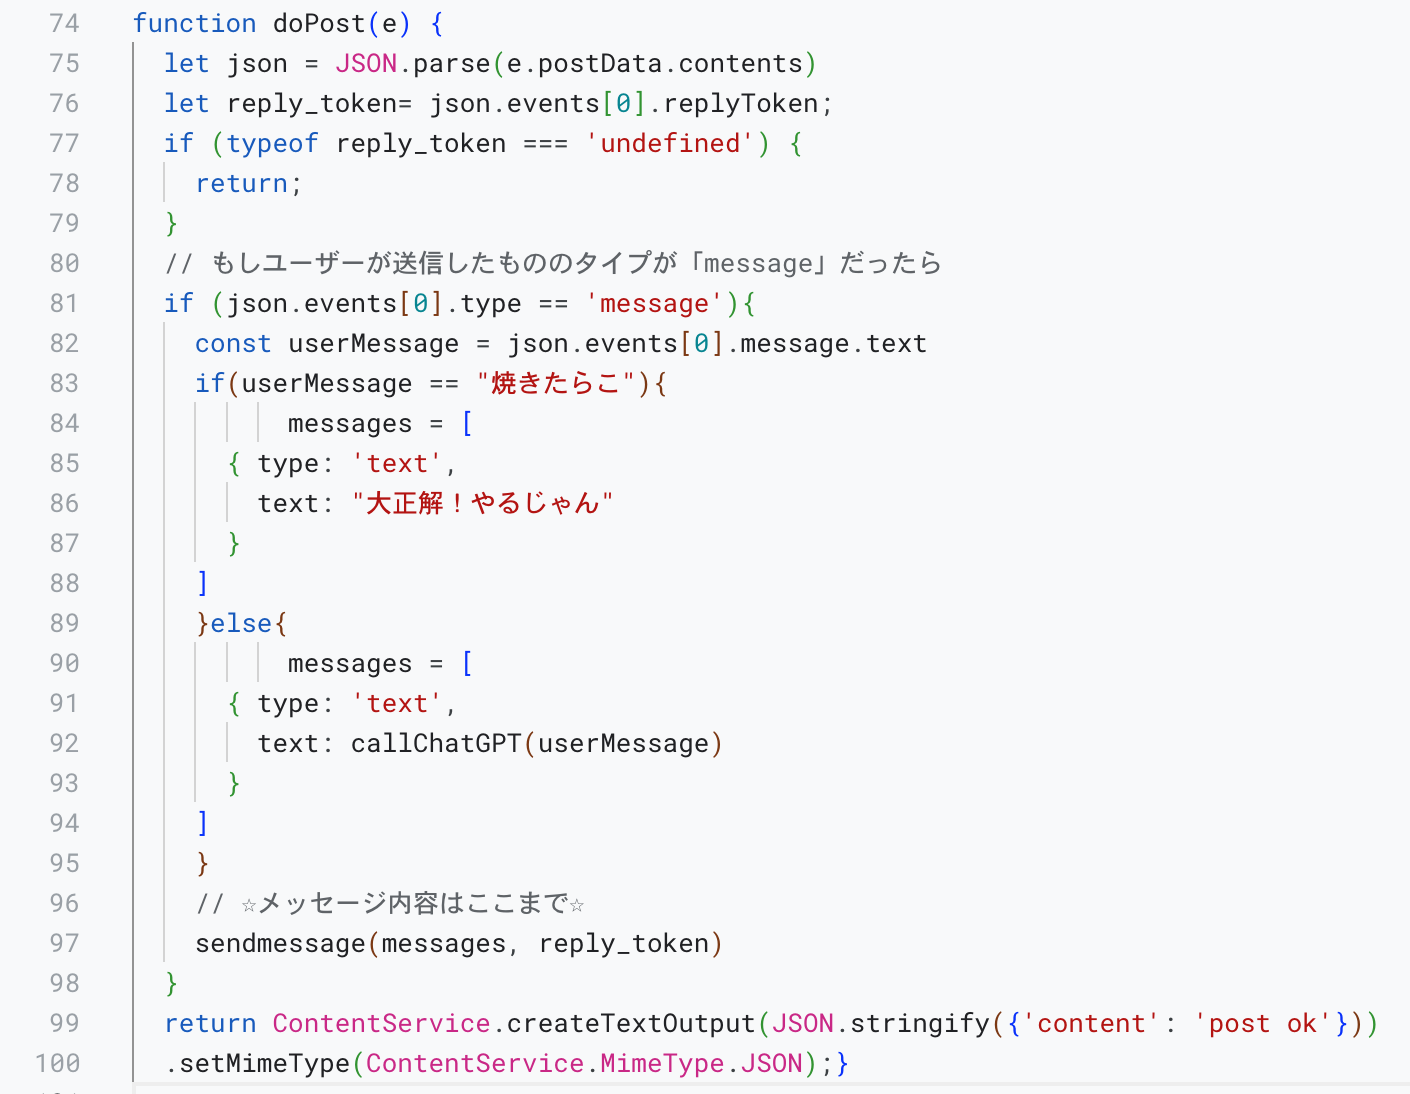 74 function doPost(e) {
75 let json = JSON.parse(e.postData.contents)
76 let reply_token= json.events[0].replyToken;
77 if (typeof reply_token === 'undefined') {
78 return;
79 }
80 // もしユーザーが送信したもののタイプが「message」だったら
81 if (json.events[0].type == 'message'){
82 const userMessage = json.events[0].message.text
83 if(userMessage == "焼きたらこ"){
84 messages = [
85 { type: 'text',
86 text: "大正解！やるじゃん"
87 }
88 ]
89 }else{
90 messages = [
91 { type: 'text',
92 text: callChatGPT(userMessage)
93 }
94 ]
95 }
96 // ☆メッセージ内容はここまで☆
97 sendmessage(messages, reply_token)
98 }
99 return ContentService.createTextOutput(JSON.stringify({'content': 'post ok'}))
100 .setMimeType(ContentService.MimeType.JSON);}